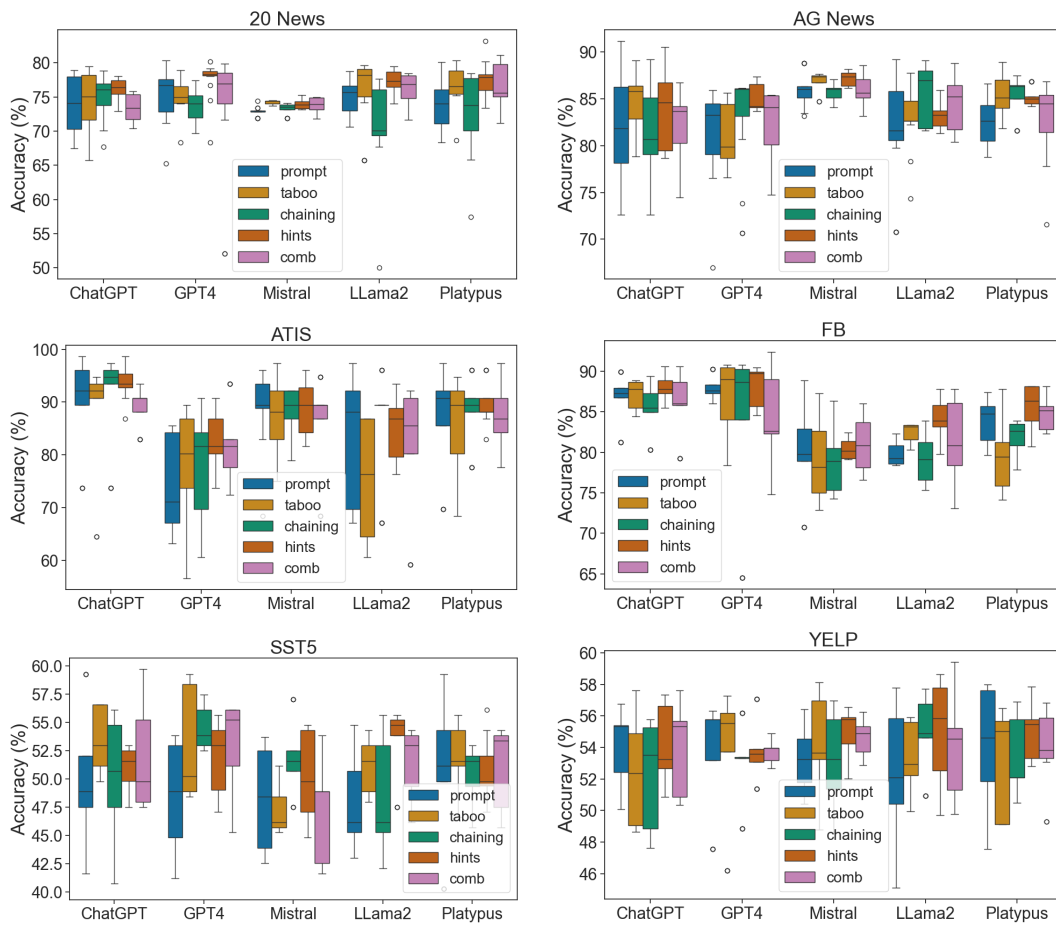 20 News
Accuracy (%)
80
75
70
65
60
55
50
prompt
taboo
chaining
hints
comb
ChatGPT GPT4 Mistral LLama2 Platypus
AG News
Accuracy (%)
90
85
80
75
70
prompt
taboo
chaining
hints
comb
ChatGPT GPT4 Mistral LLama2 Platypus
ATIS
Accuracy (%)
100
90
80
70
60
prompt
taboo
chaining
hints
comb
ChatGPT GPT4 Mistral LLama2 Platypus
FB
Accuracy (%)
90
85
80
75
70
65
prompt
taboo
chaining
hints
comb
ChatGPT GPT4 Mistral LLama2 Platypus
SST5
Accuracy (%)
60.0
57.5
55.0
52.5
50.0
47.5
45.0
42.5
40.0
prompt
taboo
chaining
hints
comb
ChatGPT GPT4 Mistral LLama2 Platypus
YELP
Accuracy (%)
60
58
56
54
52
50
48
46
prompt
taboo
chaining
hints
comb
ChatGPT GPT4 Mistral LLama2 Platypus